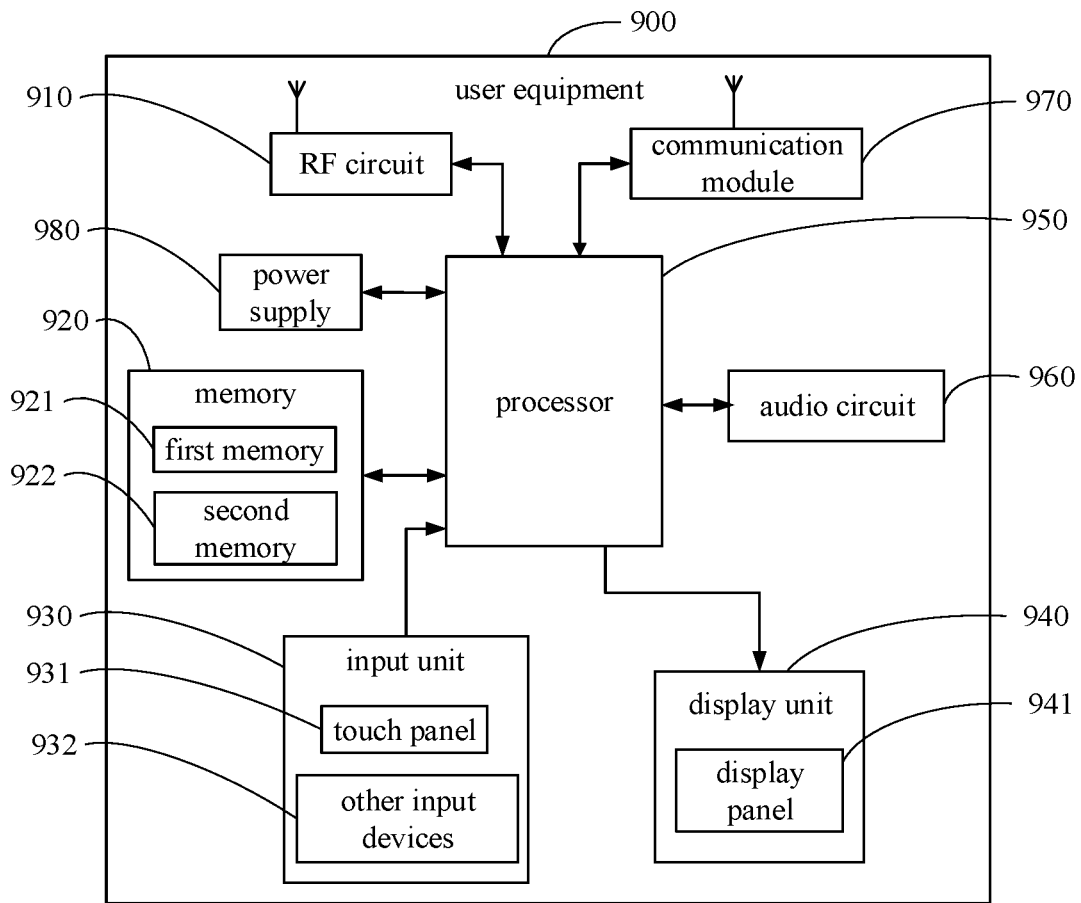 900
user equipment
910
RF circuit
communication
module
970
980
power
supply
950
processor
920
memory
921
first memory
922
second
memory
audio circuit
960
930
input unit
931
touch panel
932
other input
devices
940
display unit
941
display
panel